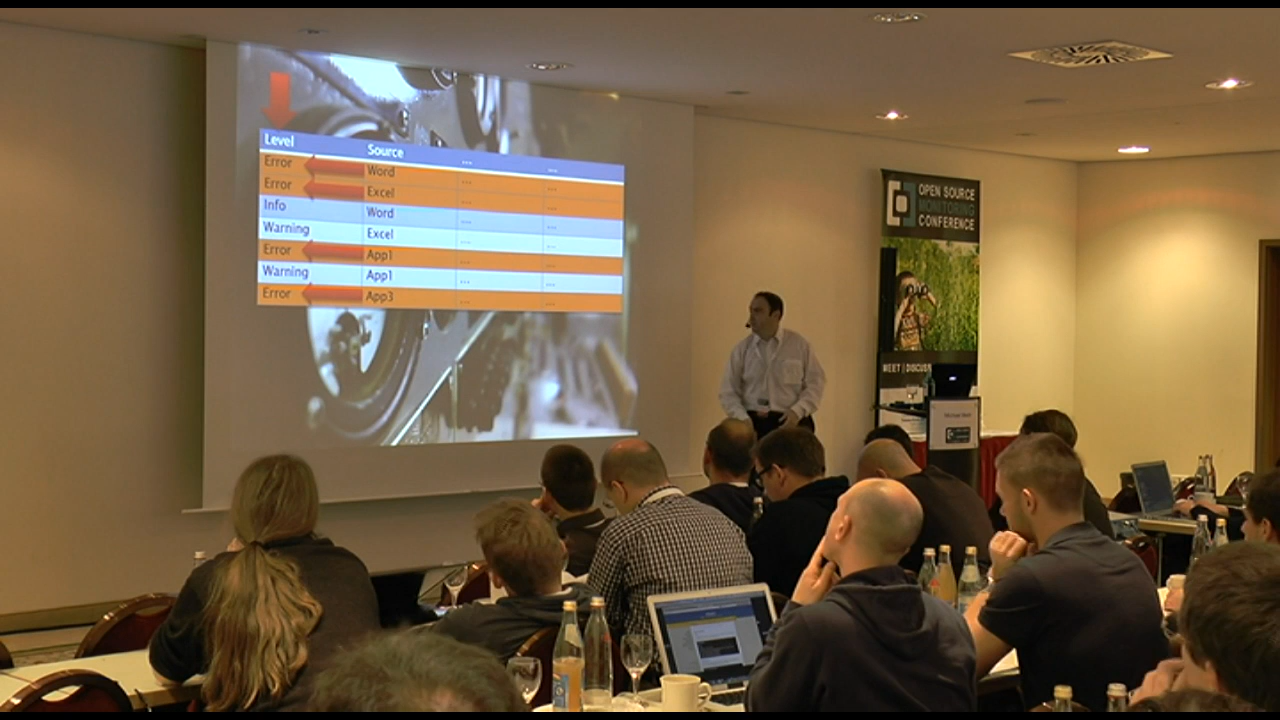 Level Source ... ...
Error Word ... ...
Error Excel ... ...
Info Word ... ...
Warning Excel ... ...
Error App1 ... ...
Warning App1 ... ...
Error App3 ... ...
OPEN SOURCE
MONITORING
CONFERENCE
MEET | DISCUSS
Michael